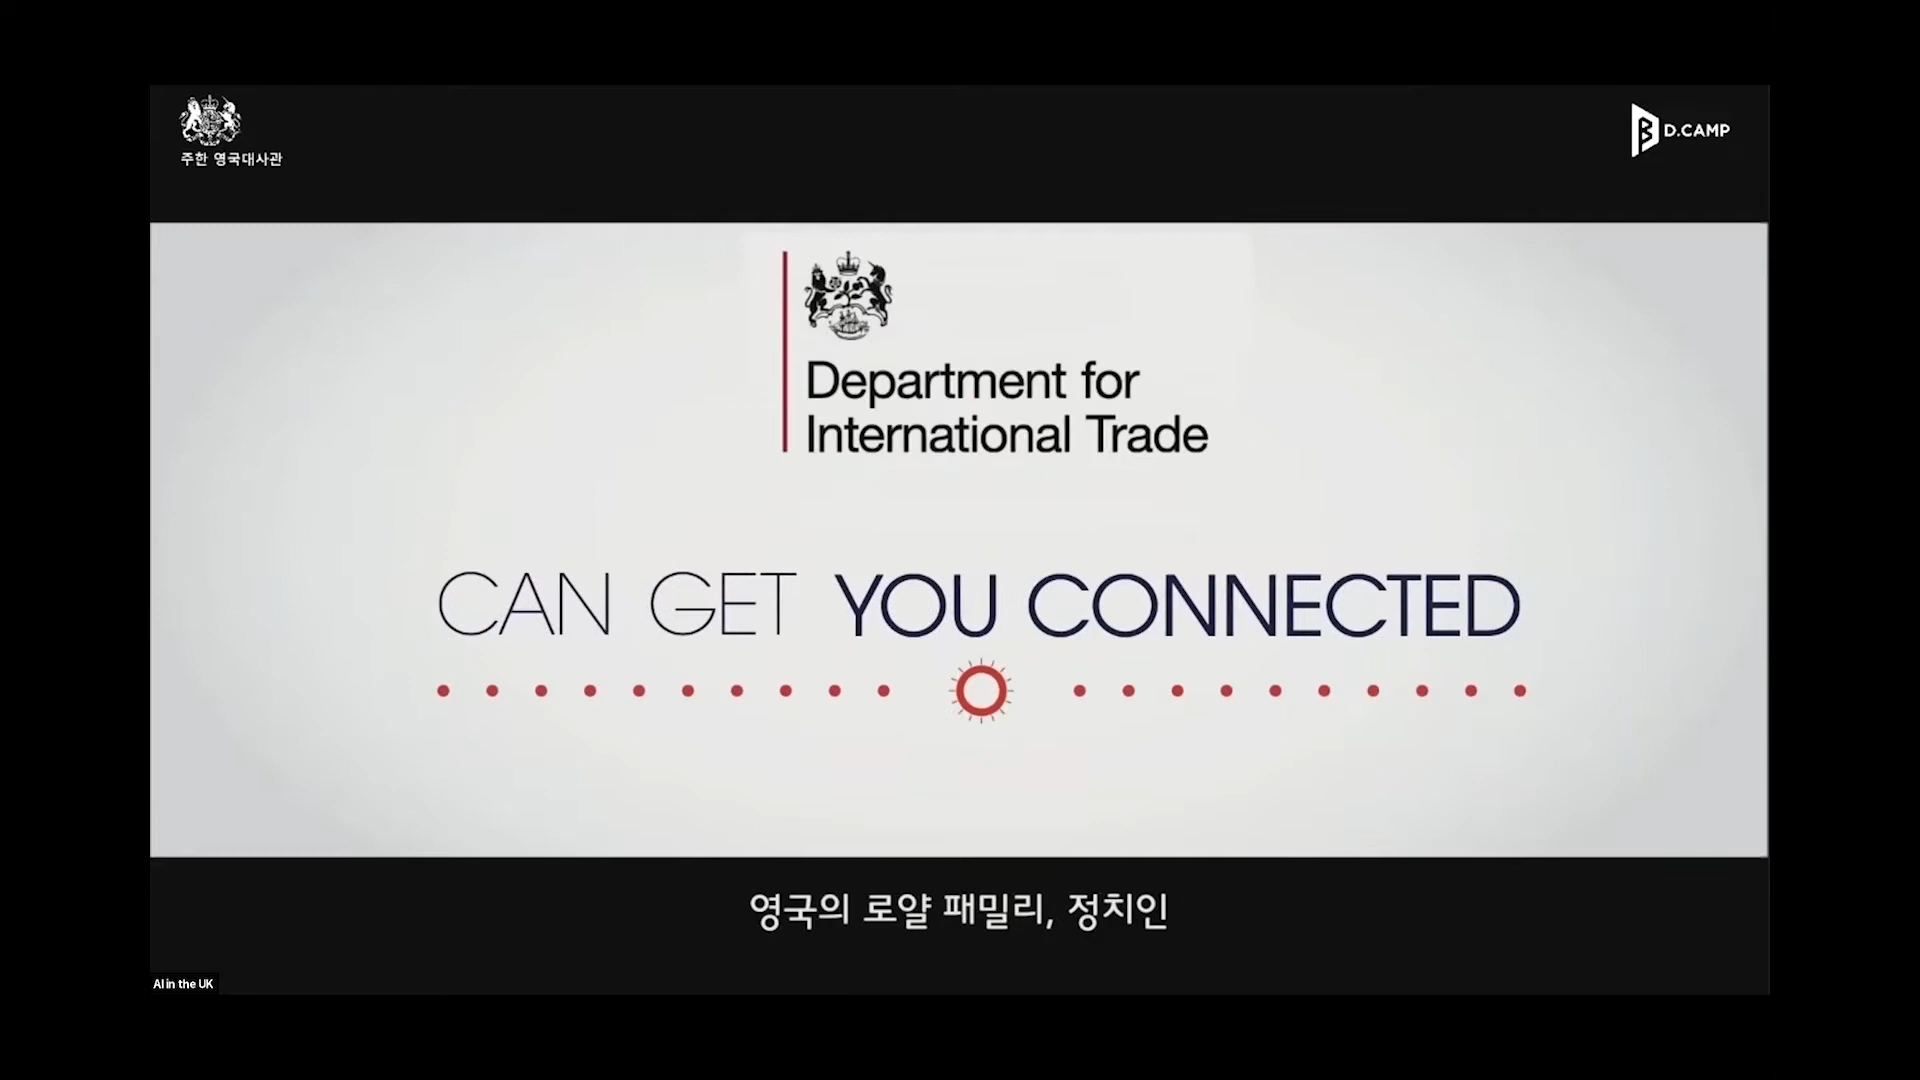 주한 영국대사관
D.CAMP
Department for
International Trade
CAN GET YOU CONNECTED
영국의 로얄 패밀리, 정치인
AI in the UK